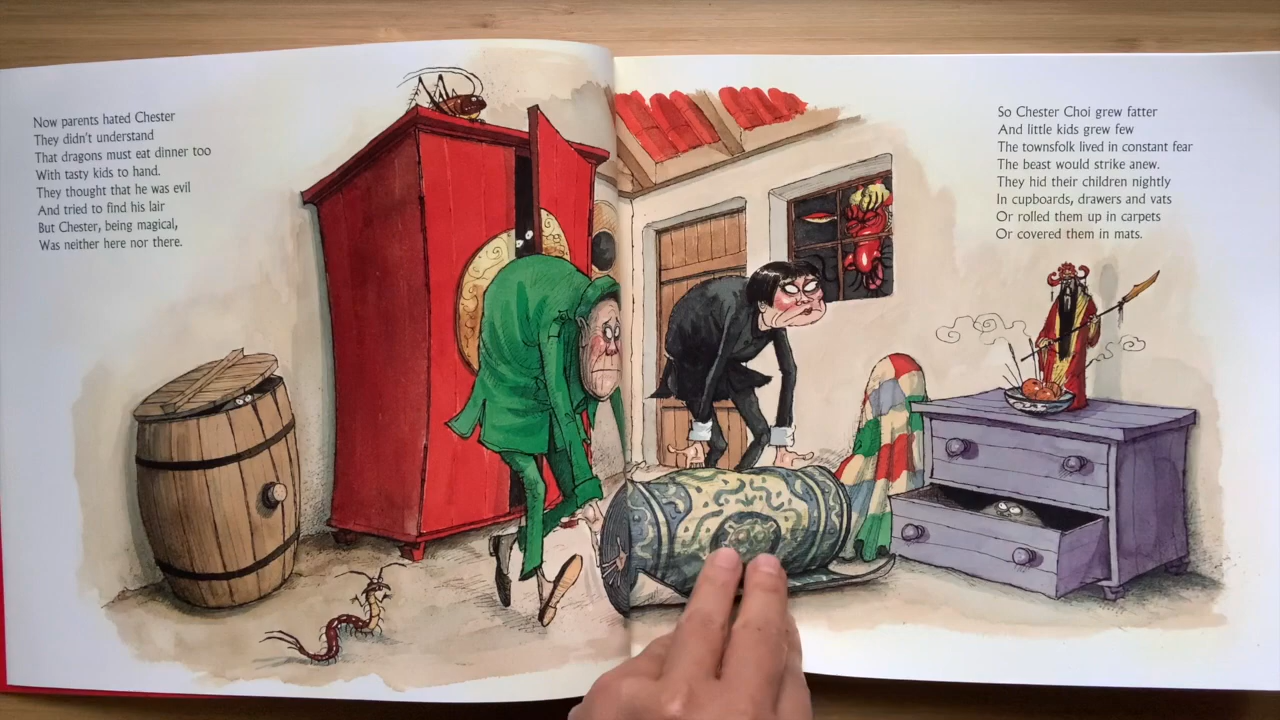 Now parents hated Chester
They didn't understand
That dragons must eat dinner too
With tasty kids to hand.
They thought that he was evil
And tried to find his lair
But Chester, being magical,
Was neither here nor there.
So Chester Choi grew fatter
And little kids grew few
The townsfolk lived in constant fear
The beast would strike anew.
They hid their children nightly
In cupboards, drawers and vats
Or rolled them up in carpets
Or covered them in mats.